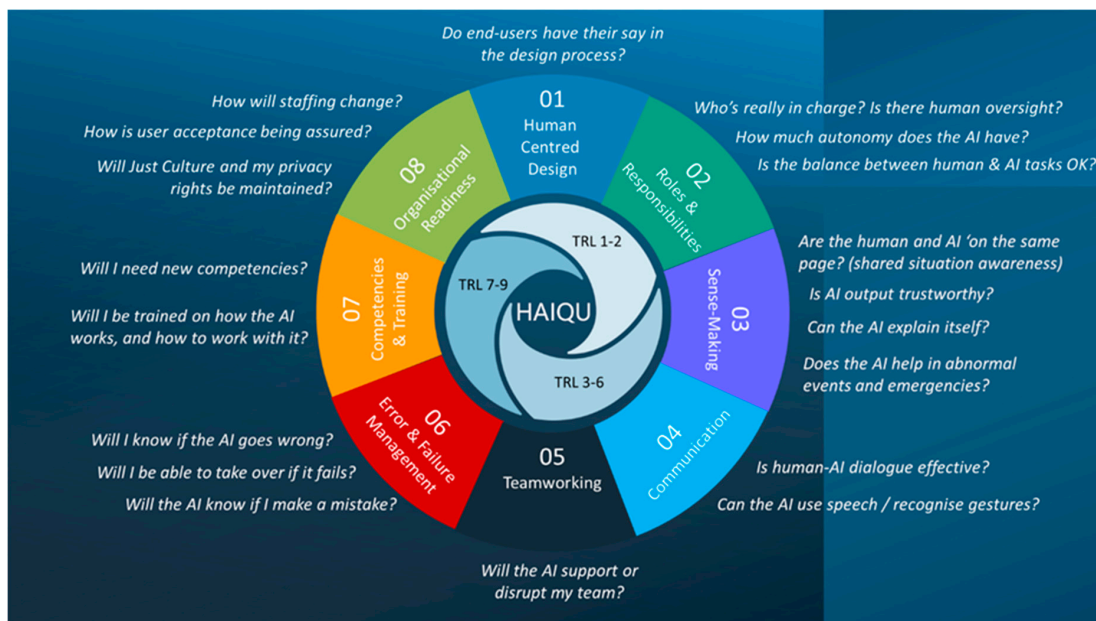 Do end-users have their say in
the design process?
01
Human
Centred
Design
Who's really in charge? Is there human oversight?
How much autonomy does the AI have?
Is the balance between human & AI tasks OK?
02
Roles &
Responsibilities
Are the human and AI ‘on the same
page? (shared situation awareness)
Is AI output trustworthy?
Can the AI explain itself?
Does the AI help in abnormal
events and emergencies?
03
Sense-Making
Is human-AI dialogue effective?
Can the AI use speech / recognise gestures?
04
Communication
05
Teamworking
Will the AI support or
disrupt my team?
06
Error & Failure
Management
Will I know if the AI goes wrong?
Will I be able to take over if it fails?
Will the AI know if I make a mistake?
07
Competencies
& Training
Will I need new competencies?
Will I be trained on how the AI
works, and how to work with it?
08
Organisational
Readiness
How will staffing change?
How is user acceptance being assured?
Will Just Culture and my privacy
rights be maintained?
TRL 1-2
TRL 3-6
TRL 7-9
HAIQU